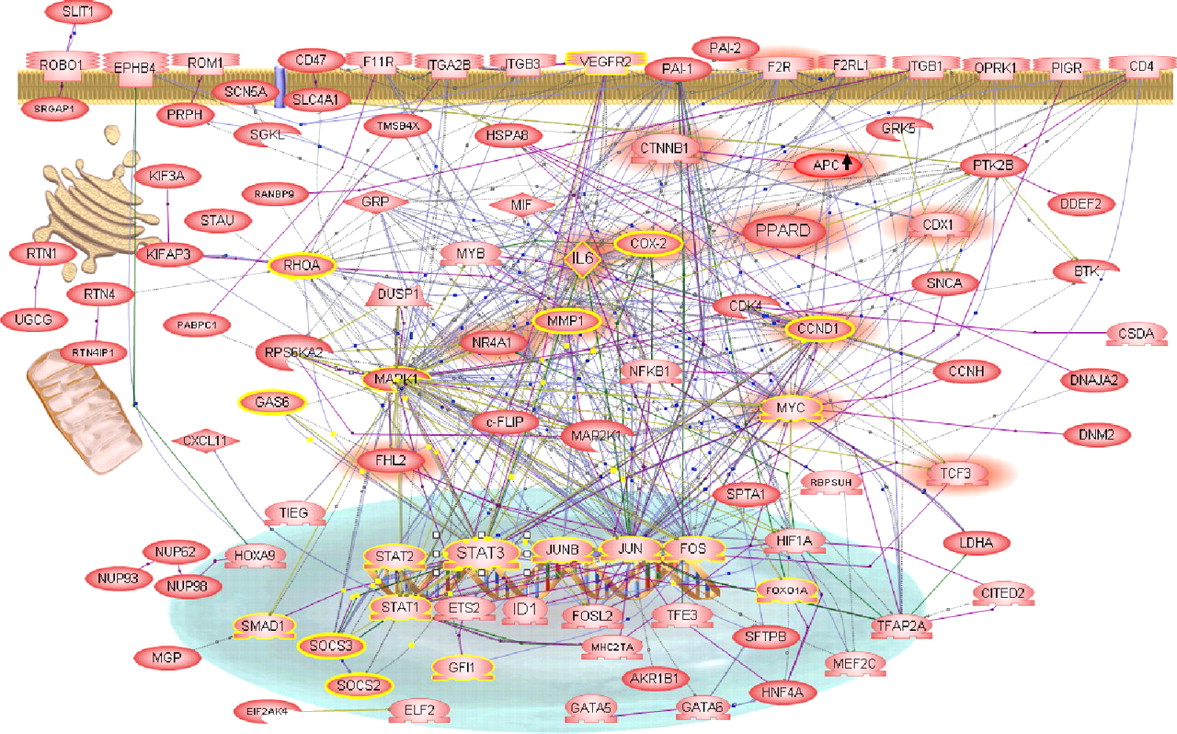 SLIT1
PAI-2
ROBO1
EPHB4
ROM1
CD47
F11R
ITGA2B
ITGB3
VEGFR2
PAI-1
F2R
F2RL1
ITGB1
OPRK1
PIGR
CD4
SRGAP1
PRPH
SCN5A
SLC4A1
SGKL
TMSB4X
HSPA8
CTNNB1
GRK5
APC
PTK2B
KIF3A
RANBP9
GRP
MIF
DDEF2
STAU
PPARD
CDX1
RTN1
KIFAP3
RHOA
MYB
IL6
COX-2
BTK
RTN4
DUSP1
CDK4
SNCA
UGCG
PABPC1
MMP1
CCND1
CSDA
RTN4IP1
RPS6KA2
NR4A1
MAPK1
NFKB1
CCNH
DNAJA2
GAS6
c-FLIP
MAP2K1
MYC
DNM2
CXCL11
FHL2
TCF3
RBPSUH
SPTA1
TIEG
NUP62
HOXA9
STAT2
STAT3
JUNB
JUN
FOS
HIF1A
LDHA
NUP93
NUP98
STAT1
ETS2
ID1
FOSL2
TFE3
FOXO1A
CITED2
SMAD1
TFAP2A
MGP
SOCS3
GFI1
MHC2TA
SFTPB
MEF2C
SOCS2
AKR1B1
HNF4A
EIF2AK4
ELF2
GATA5
GATA6